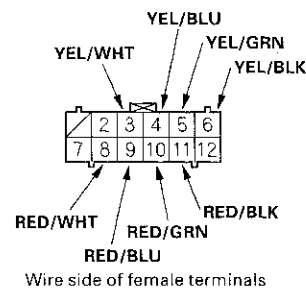 YEL/BLU
YEL/GRN
YEL/WHT
YEL/BLK
2 3 4 5 6
7 8 9 10 11 12
RED/WHT
RED/BLK
RED/GRN
RED/BLU
Wire side of female terminals